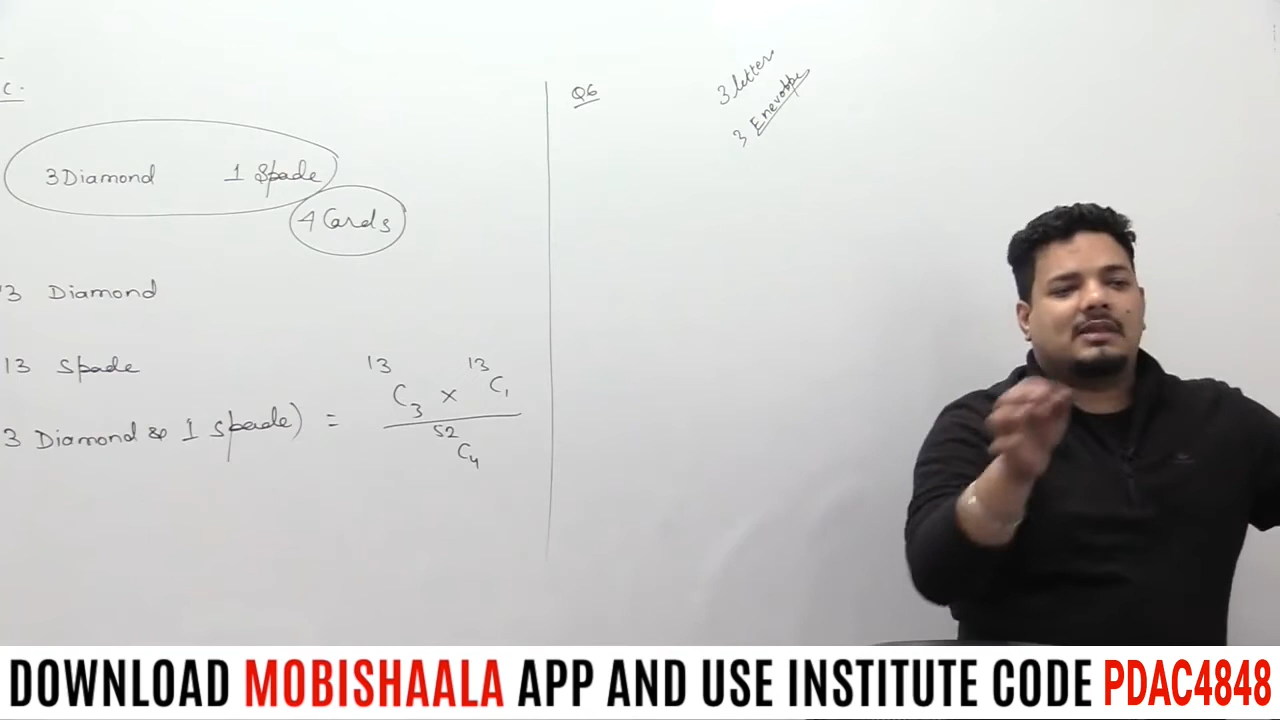 C.
3 Diamond 1 Spade
4 Cards
13 Diamond
13 Spade
3 Diamond & 1 Spade) = 13C3 × 13C1 / 52C4
Q6
3 letter
3 Enevolpe
DOWNLOAD MOBISHAALA APP AND USE INSTITUTE CODE PDAC4848